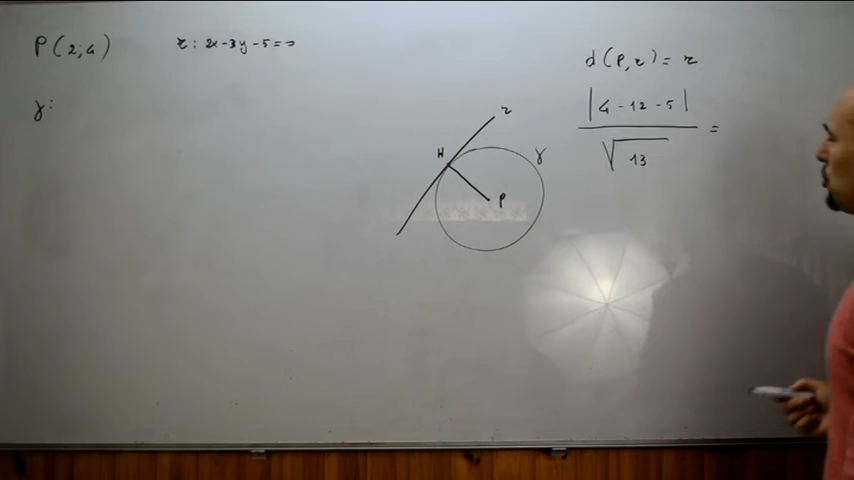 P(2;4)
r: 2x-3y-5=0
γ:
d(P,r)=r
|4-12-5|
√13 =
r
H
γ
P